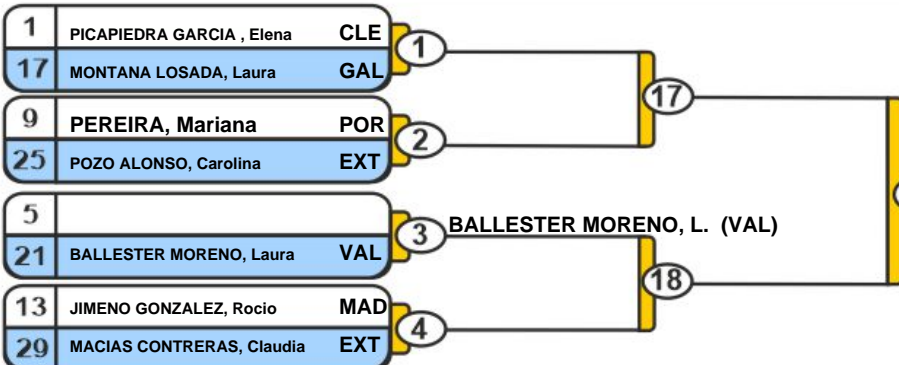 1 PICAPIEDRA GARCIA , Elena CLE
1
17 MONTANA LOSADA, Laura GAL
17
9 PEREIRA, Mariana POR
2
25 POZO ALONSO, Carolina EXT
5
3 BALLESTER MORENO, L. (VAL)
21 BALLESTER MORENO, Laura VAL
18
13 JIMENO GONZALEZ, Rocio MAD
4
29 MACIAS CONTRERAS, Claudia EXT